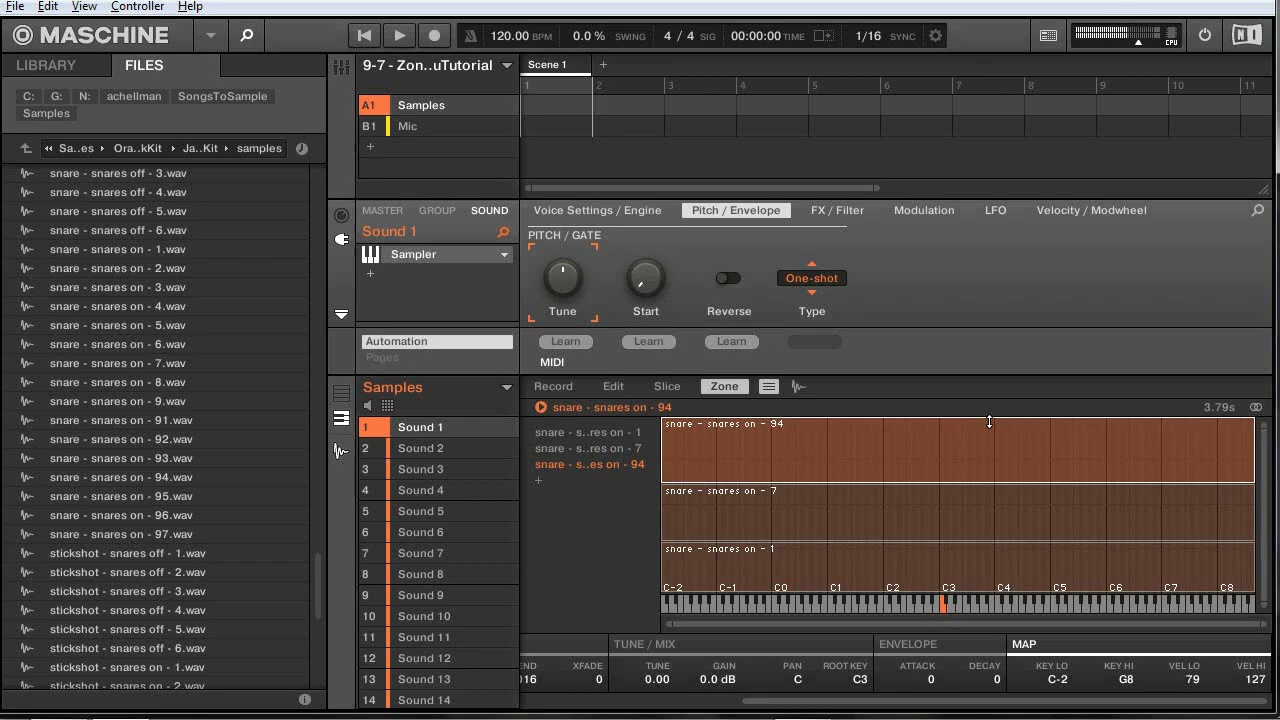 File Edit View Controller Help
MASCHINE
120.00 BPM 0.0 % SWING 4 / 4 SIG 00:00:00 TIME 1/16 SYNC CPU
LIBRARY FILES
C: G: N: achellman SongsToSample
Samples
Sa..es Ora..kKit Ja..Kit samples
snare - snares off - 3.wav
snare - snares off - 4.wav
snare - snares off - 5.wav
snare - snares off - 6.wav
snare - snares on - 1.wav
snare - snares on - 2.wav
snare - snares on - 3.wav
snare - snares on - 4.wav
snare - snares on - 5.wav
snare - snares on - 6.wav
snare - snares on - 7.wav
snare - snares on - 8.wav
snare - snares on - 9.wav
snare - snares on - 91.wav
snare - snares on - 92.wav
snare - snares on - 93.wav
snare - snares on - 94.wav
snare - snares on - 95.wav
snare - snares on - 96.wav
snare - snares on - 97.wav
stickshot - snares off - 1.wav
stickshot - snares off - 2.wav
stickshot - snares off - 3.wav
stickshot - snares off - 4.wav
stickshot - snares off - 5.wav
stickshot - snares off - 6.wav
stickshot - snares on - 1.wav
stickshot - snares on - 2.wav
9-7 - Zon..uTutorial
Scene 1 +
1 2 3 4 5 6 7 8 9 10 11
A1 Samples
B1 Mic
+
MASTER GROUP SOUND
Sound 1
Sampler
+
Voice Settings / Engine Pitch / Envelope FX / Filter Modulation LFO Velocity / Modwheel
PITCH / GATE
One-shot
Tune Start Reverse Type
Automation
Pages
Learn Learn Learn
MIDI
Samples
Record Edit Slice Zone
snare - snares on - 94 3.79s
1 Sound 1
2 Sound 2
3 Sound 3
4 Sound 4
5 Sound 5
6 Sound 6
7 Sound 7
8 Sound 8
9 Sound 9
10 Sound 10
11 Sound 11
12 Sound 12
13 Sound 13
14 Sound 14
snare - s..res on - 1
snare - s..res on - 7
snare - s..es on - 94
+
snare - snares on - 94
snare - snares on - 7
snare - snares on - 1
C-2 C-1 C0 C1 C2 C3 C4 C5 C6 C7 C8
TUNE / MIX ENVELOPE MAP
END XFADE TUNE GAIN PAN ROOT KEY ATTACK DECAY KEY LO KEY HI VEL LO VEL HI
016 0 0.00 0.0 dB C C3 0 0 C-2 G8 79 127